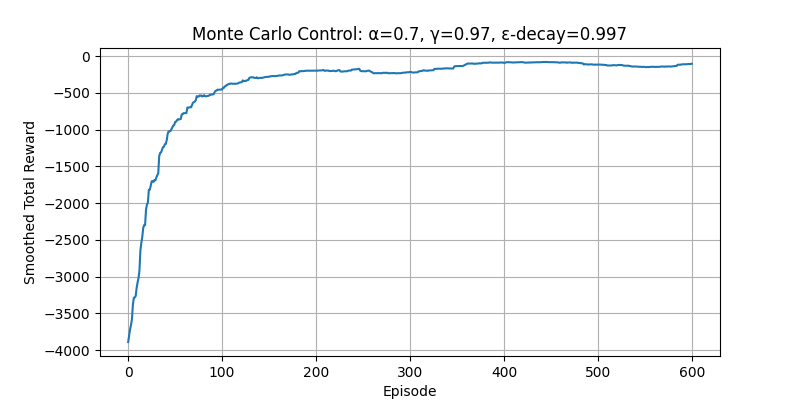 Monte Carlo Control: α=0.7, γ=0.97, ε-decay=0.997
Smoothed Total Reward
0
−500
−1000
−1500
−2000
−2500
−3000
−3500
−4000
0 100 200 300 400 500 600
Episode